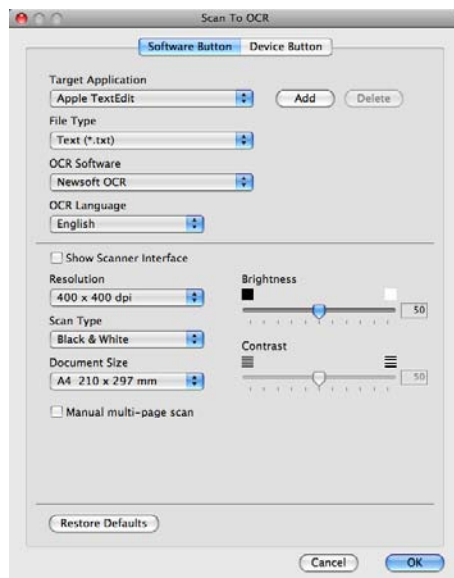 Scan To OCR
Software Button Device Button
Target Application
Apple TextEdit Add Delete
File Type
Text (*.txt)
OCR Software
Newsoft OCR
OCR Language
English
Show Scanner Interface
Resolution Brightness
400 x 400 dpi
50
Scan Type
Black & White
Contrast
Document Size
A4 210 x 297 mm 50
Manual multi-page scan
Restore Defaults
Cancel OK